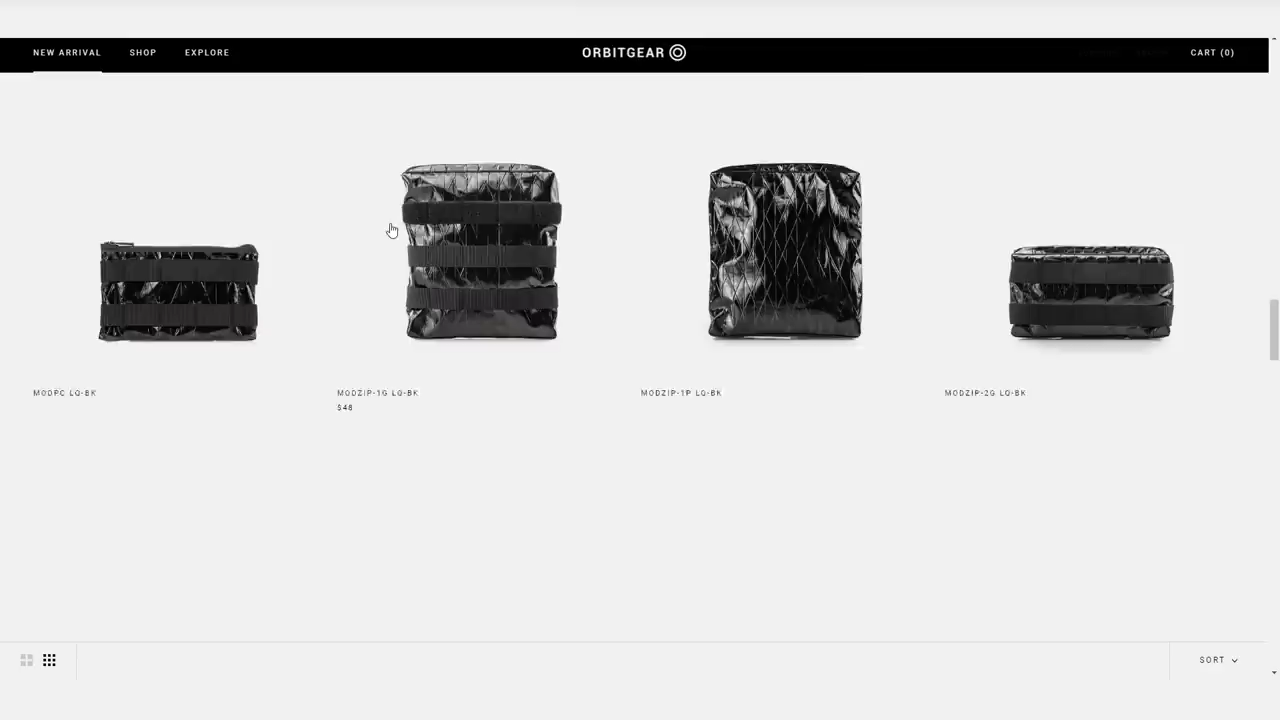 NEW ARRIVAL
SHOP
EXPLORE
ORBITGEAR
CART (0)
MODPC LQ-BK
MODZIP-1G LQ-BK
$48
MODZIP-1P LQ-BK
MODZIP-2G LQ-BK
SORT